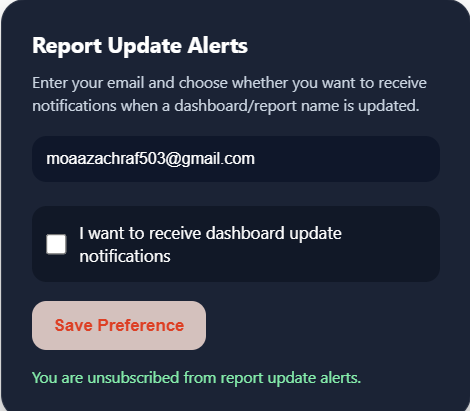 Report Update Alerts
Enter your email and choose whether you want to receive
notifications when a dashboard/report name is updated.
moaazachraf503@gmail.com
I want to receive dashboard update
notifications
Save Preference
You are unsubscribed from report update alerts.